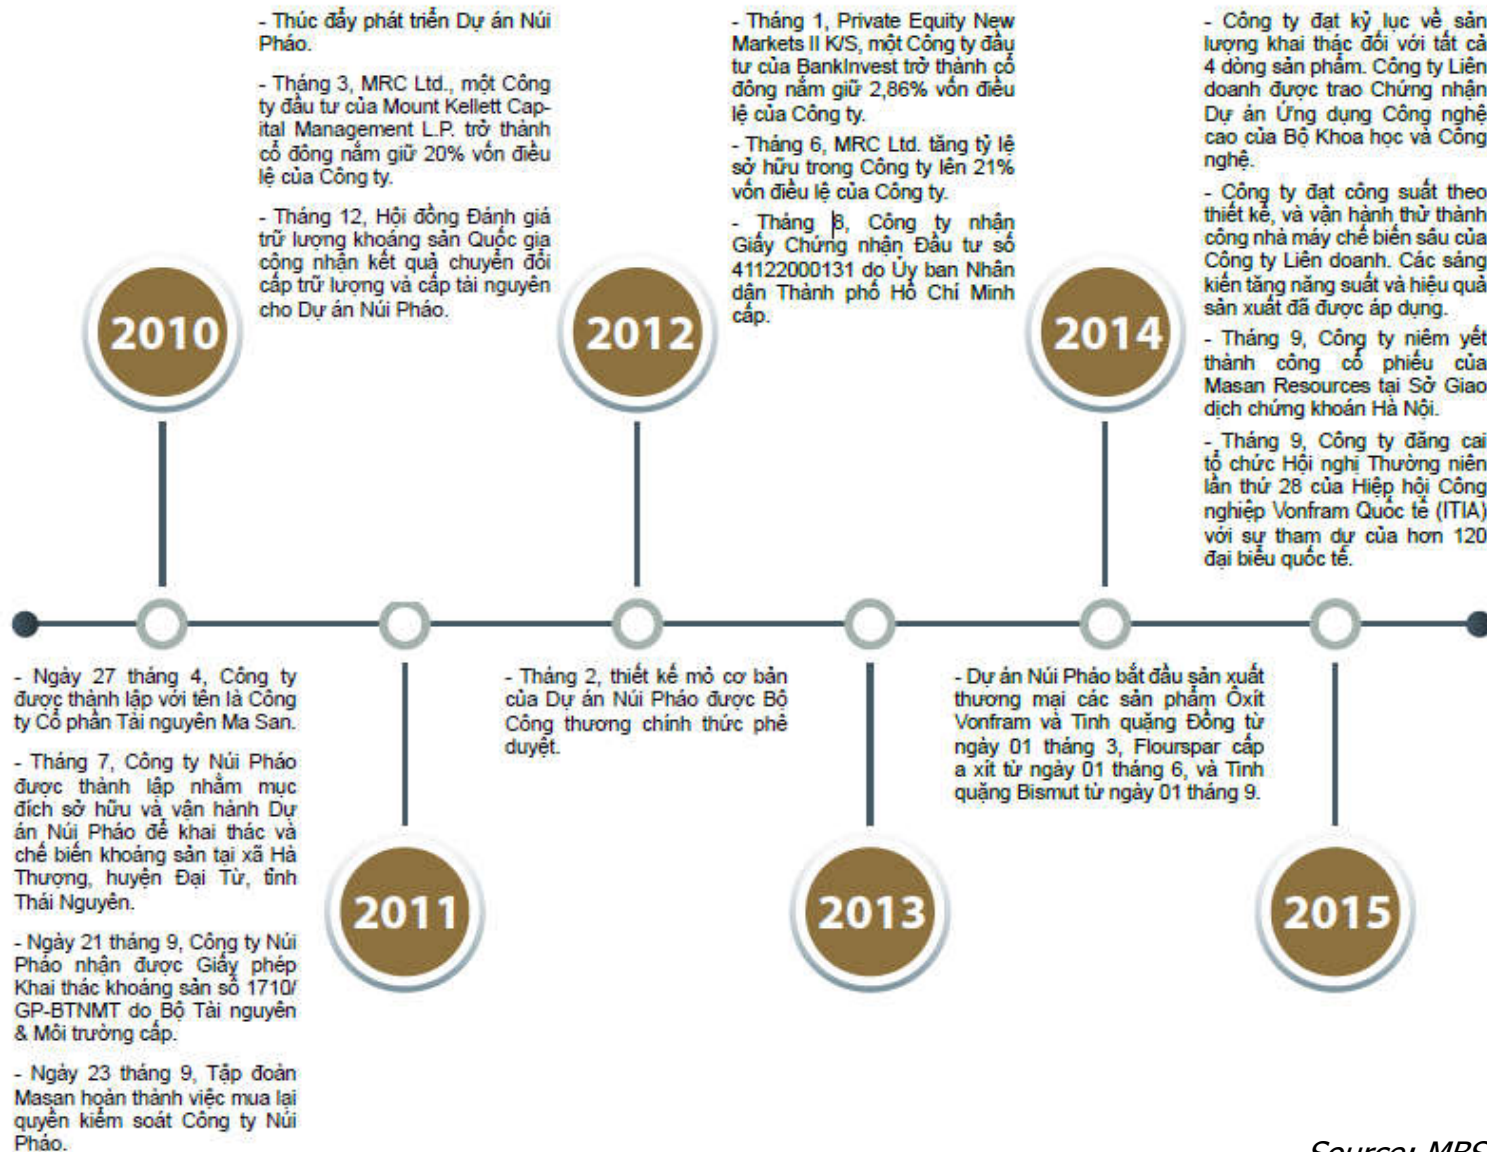 - Thúc đẩy phát triển Dự án Núi
Pháo.
- Tháng 3, MRC Ltd., một Công
ty đầu tư của Mount Kellett Cap-
ital Management L.P. trở thành
cổ đông nắm giữ 20% vốn điều
lệ của Công ty.
- Tháng 12, Hội đồng Đánh giá
trữ lượng khoáng sản Quốc gia
công nhận kết quả chuyển đổi
cấp trữ lượng và cấp tài nguyên
cho Dự án Núi Pháo.
- Tháng 1, Private Equity New
Markets II K/S, một Công ty đầu
tư của BankInvest trở thành cổ
đông nắm giữ 2,86% vốn điều
lệ của Công ty.
- Tháng 6, MRC Ltd. tăng tỷ lệ
sở hữu trong Công ty lên 21%
vốn điều lệ của Công ty.
- Tháng 8, Công ty nhận
Giấy Chứng nhận Đầu tư số
41122000131 do Ủy ban Nhân
dân Thành phố Hồ Chí Minh
cấp.
- Công ty đạt kỷ lục về sản
lượng khai thác đối với tất cả
4 dòng sản phẩm. Công ty Liên
doanh được trao Chứng nhận
Dự án Ứng dụng Công nghệ
cao của Bộ Khoa học và Công
nghệ.
- Công ty đạt công suất theo
thiết kế, và vận hành thử thành
công nhà máy chế biến sâu của
Công ty Liên doanh. Các sáng
kiến tăng năng suất và hiệu quả
sản xuất đã được áp dụng.
- Tháng 9, Công ty niêm yết
thành công cổ phiếu của
Masan Resources tại Sở Giao
dịch chứng khoán Hà Nội.
- Tháng 9, Công ty đăng cai
tổ chức Hội nghị Thường niên
lần thứ 28 của Hiệp hội Công
nghiệp Vonfram Quốc tế (ITIA)
với sự tham dự của hơn 120
đại biểu quốc tế.
2010
2012
2014
- Ngày 27 tháng 4, Công ty
được thành lập với tên là Công
ty Cổ phần Tài nguyên Ma San.
- Tháng 7, Công ty Núi Pháo
được thành lập nhằm mục
đích sở hữu và vận hành Dự
án Núi Pháo để khai thác và
chế biến khoáng sản tại xã Hà
Thượng, huyện Đại Từ, tỉnh
Thái Nguyên.
- Ngày 21 tháng 9, Công ty Núi
Pháo nhận được Giấy phép
Khai thác khoáng sản số 1710/
GP-BTNMT do Bộ Tài nguyên
& Môi trường cấp.
- Ngày 23 tháng 9, Tập đoàn
Masan hoàn thành việc mua lại
quyền kiểm soát Công ty Núi
Pháo.
- Tháng 2, thiết kế mỏ cơ bản
của Dự án Núi Pháo được Bộ
Công thương chính thức phê
duyệt.
- Dự án Núi Pháo bắt đầu sản xuất
thương mại các sản phẩm Ôxít
Vonfram và Tinh quặng Đồng từ
ngày 01 tháng 3, Flourspar cấp
a xít từ ngày 01 tháng 6, và Tinh
quặng Bismut từ ngày 01 tháng 9.
2011
2013
2015
Source: MBS